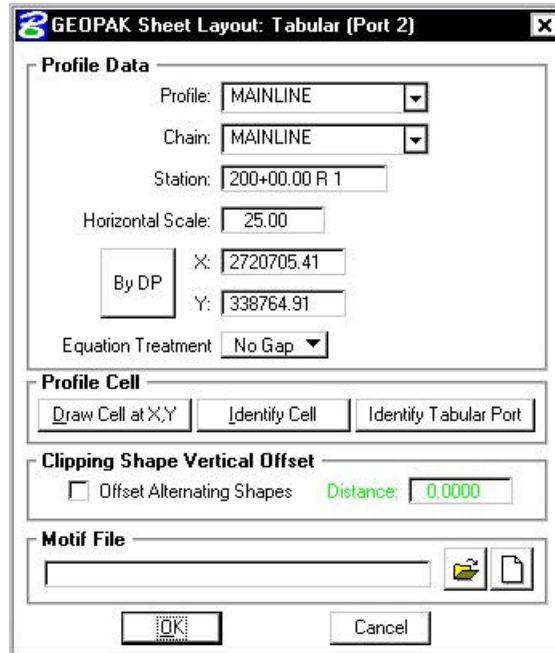 GEOPAK Sheet Layout: Tabular (Port 2)
Profile Data
Profile: MAINLINE
Chain: MAINLINE
Station: 200+00.00 R 1
Horizontal Scale: 25.00
By DP
X: 2720705.41
Y: 338764.91
Equation Treatment No Gap
Profile Cell
Draw Cell at X,Y Identify Cell Identify Tabular Port
Clipping Shape Vertical Offset
Offset Alternating Shapes Distance: 0.0000
Motif File
OK Cancel